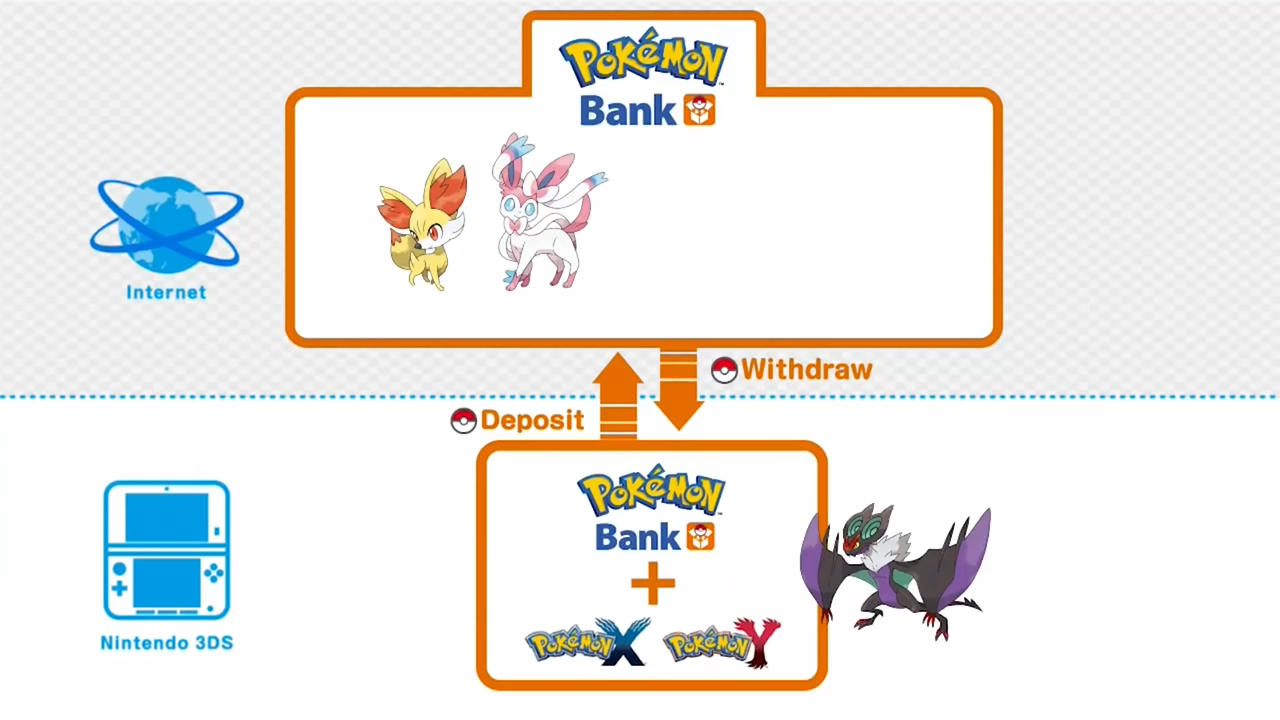 Pokémon
Bank
Internet
Withdraw
Deposit
Pokémon
Bank
+
Pokémon X Pokémon Y
Nintendo 3DS